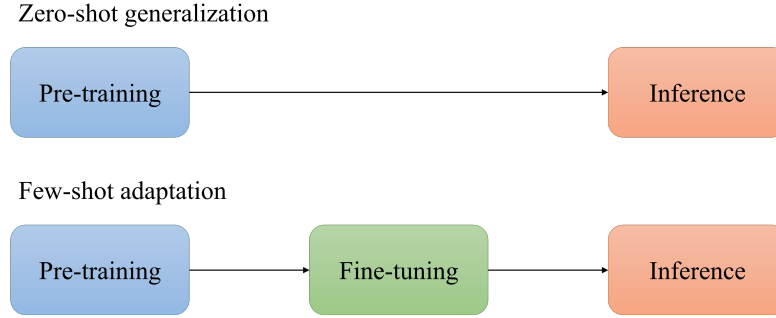 Zero-shot generalization
Pre-training
Inference
Few-shot adaptation
Pre-training
Fine-tuning
Inference